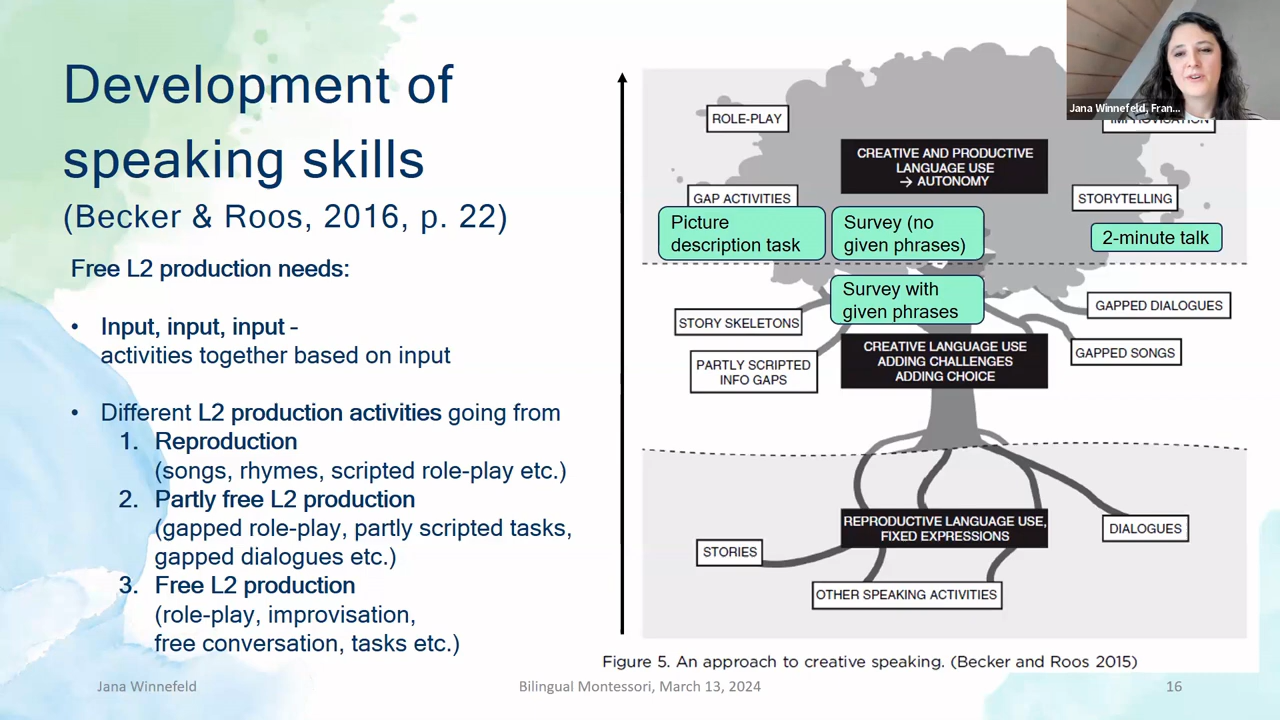 Development of
speaking skills
(Becker & Roos, 2016, p. 22)
Free L2 production needs:
• Input, input, input -
activities together based on input
• Different L2 production activities going from
1. Reproduction
(songs, rhymes, scripted role-play etc.)
2. Partly free L2 production
(gapped role-play, partly scripted tasks,
gapped dialogues etc.)
3. Free L2 production
(role-play, improvisation,
free conversation, tasks etc.)
Jana Winnefeld, Fran...
ROLE-PLAY
IMPROVISATION
CREATIVE AND PRODUCTIVE
LANGUAGE USE
→ AUTONOMY
GAP ACTIVITIES
STORYTELLING
Picture
description task
Survey (no
given phrases)
2-minute talk
Survey with
given phrases
STORY SKELETONS
GAPPED DIALOGUES
PARTLY SCRIPTED
INFO GAPS
CREATIVE LANGUAGE USE
ADDING CHALLENGES
ADDING CHOICE
GAPPED SONGS
REPRODUCTIVE LANGUAGE USE,
FIXED EXPRESSIONS
DIALOGUES
STORIES
OTHER SPEAKING ACTIVITIES
Figure 5. An approach to creative speaking. (Becker and Roos 2015)
Jana Winnefeld
Bilingual Montessori, March 13, 2024
16